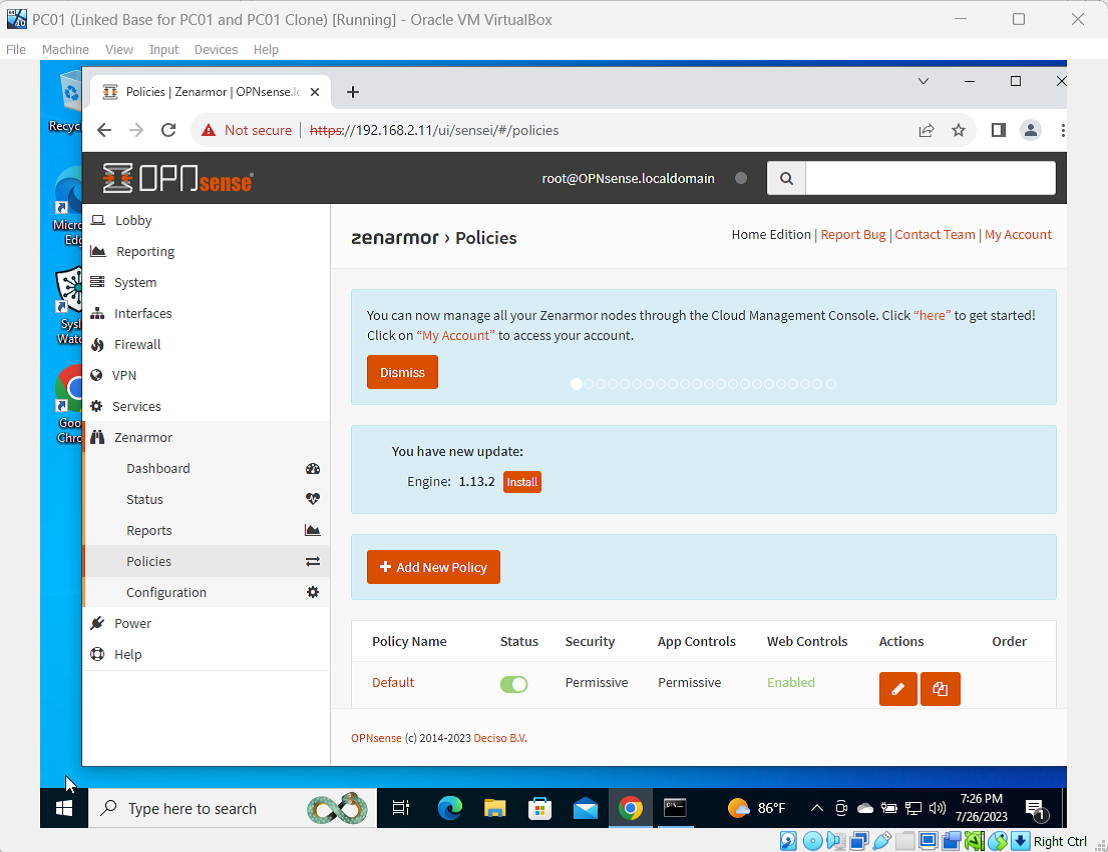 PC01 (Linked Base for PC01 and PC01 Clone) [Running] - Oracle VM VirtualBox
File Machine View Input Devices Help
Recyc
Micro
Edg
Sysl
Watc
Goo
Chro
Policies | Zenarmor | OPNsense.lo
Not secure | https://192.168.2.11/ui/sensei/#/policies
OPNsense
root@OPNsense.localdomain
Lobby
Reporting
System
Interfaces
Firewall
VPN
Services
Zenarmor
Dashboard
Status
Reports
Policies
Configuration
Power
Help
zenarmor › Policies
Home Edition | Report Bug | Contact Team | My Account
You can now manage all your Zenarmor nodes through the Cloud Management Console. Click “here” to get started!
Click on “My Account” to access your account.
Dismiss
You have new update:
Engine: 1.13.2 Install
+ Add New Policy
Policy Name Status Security App Controls Web Controls Actions Order
Default Permissive Permissive Enabled
OPNsense (c) 2014-2023 Deciso B.V.
Type here to search
86°F
7:26 PM
7/26/2023
1
Right Ctrl